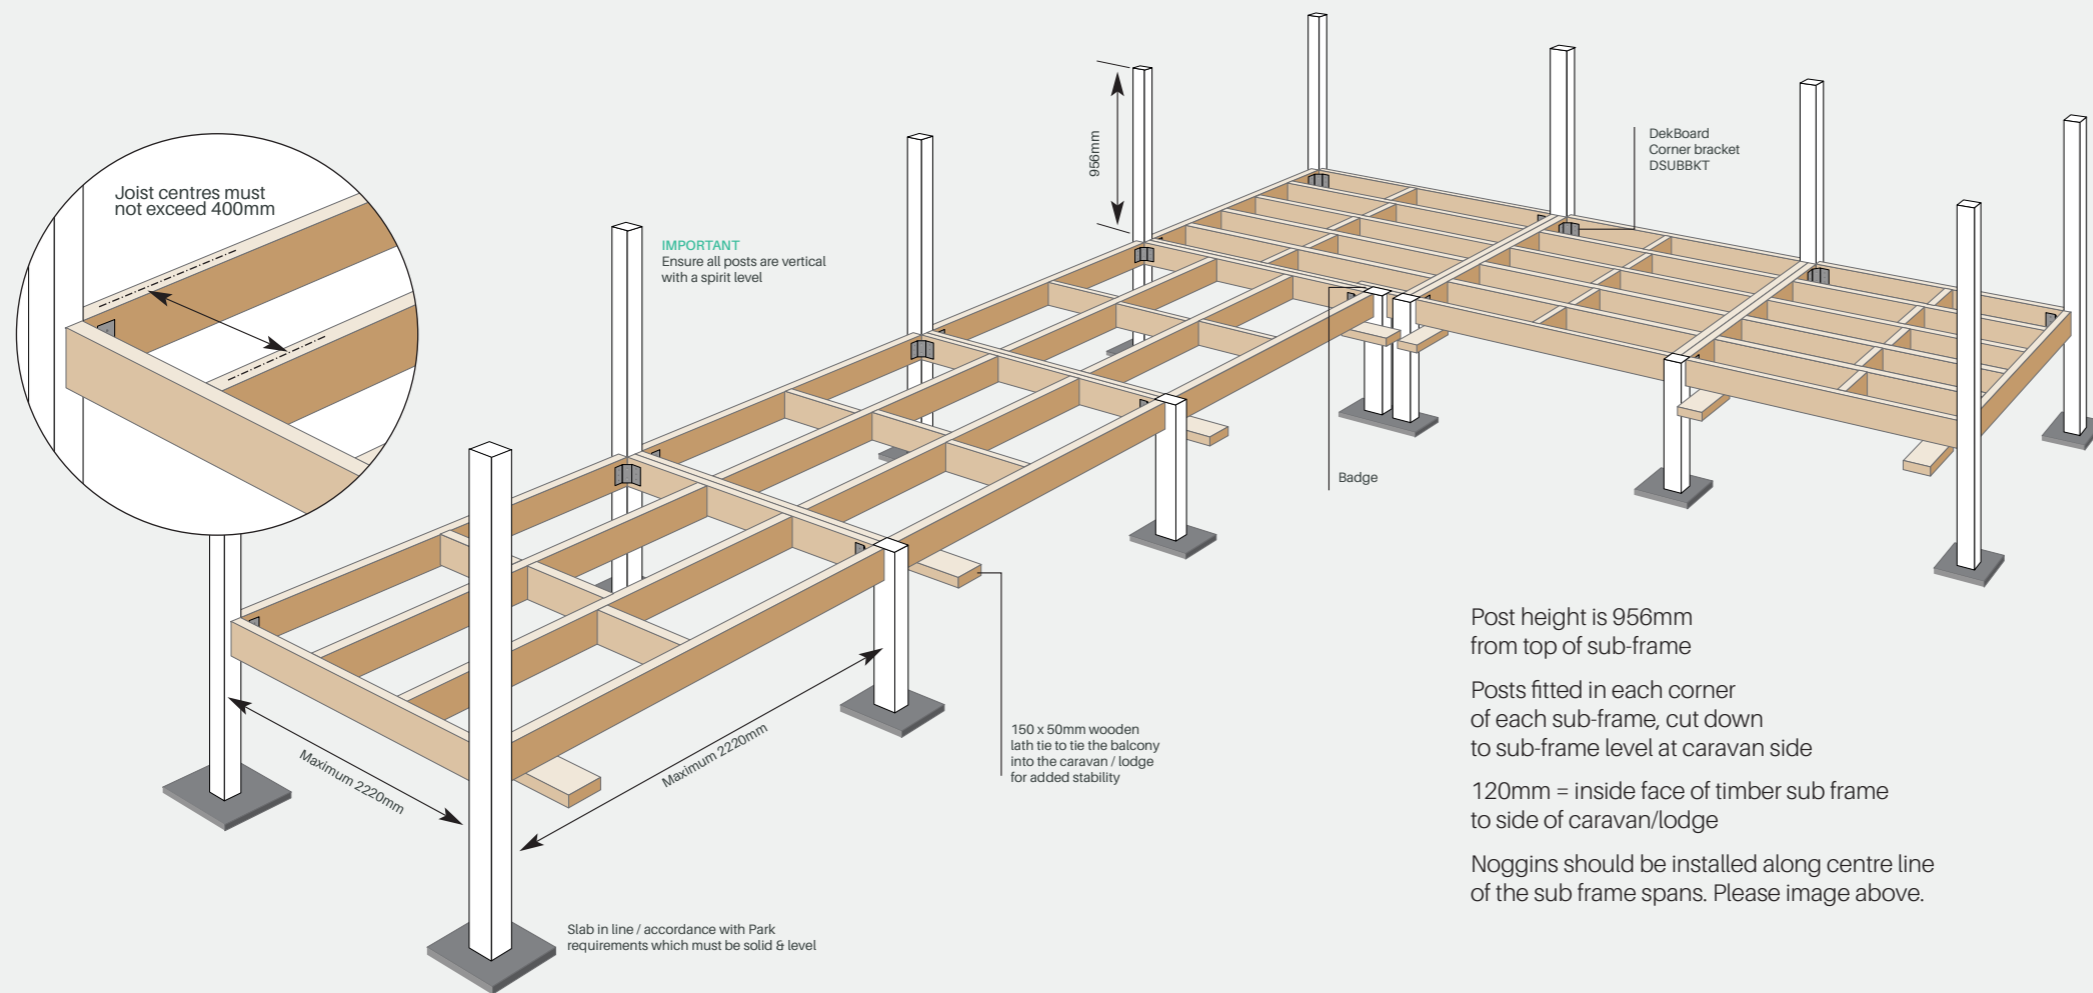 Joist centres must
not exceed 400mm
IMPORTANT
Ensure all posts are vertical
with a spirit level
956mm
DekBoard
Corner bracket
DSUBBKT
Badge
Maximum 2220mm
Maximum 2220mm
150 x 50mm wooden
lath tie to tie the balcony
into the caravan / lodge
for added stability
Slab in line / accordance with Park
requirements which must be solid & level
Post height is 956mm
from top of sub-frame
Posts fitted in each corner
of each sub-frame, cut down
to sub-frame level at caravan side
120mm = inside face of timber sub frame
to side of caravan/lodge
Noggins should be installed along centre line
of the sub frame spans. Please image above.